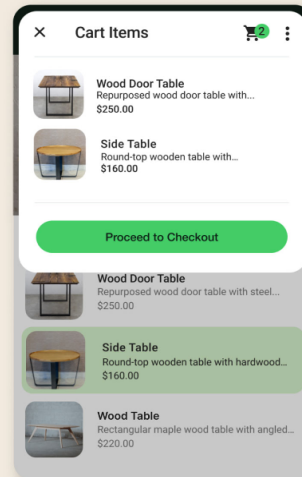 Cart Items
2
Wood Door Table
Repurposed wood door table with...
$250.00
Side Table
Round-top wooden table with...
$160.00
Proceed to Checkout
Wood Door Table
Repurposed wood door table with steel...
$250.00
Side Table
Round-top wooden table with hardwood...
$160.00
Wood Table
Rectangular maple wood table with angled...
$220.00